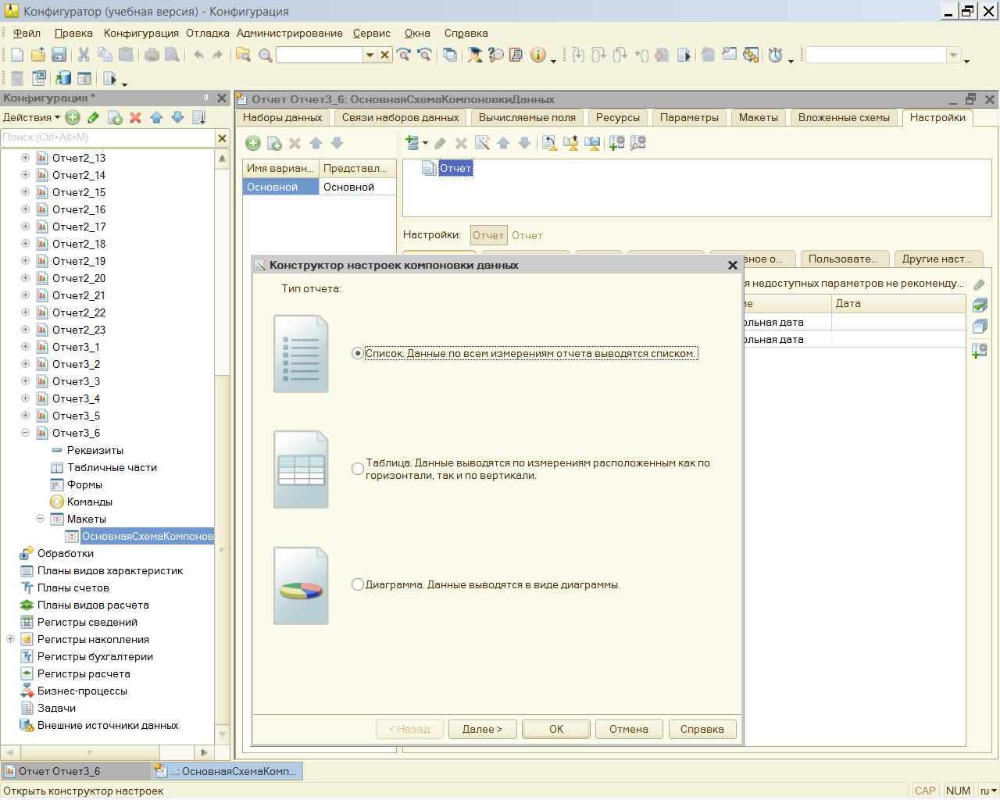 Конфигуратор (учебная версия) - Конфигурация
Файл Правка Конфигурация Отладка Администрирование Сервис Окна Справка
Конфигурация *
Действия
Поиск (Ctrl+Alt+M)
Отчет2_13
Отчет2_14
Отчет2_15
Отчет2_16
Отчет2_17
Отчет2_18
Отчет2_19
Отчет2_20
Отчет2_21
Отчет2_22
Отчет2_23
Отчет3_1
Отчет3_2
Отчет3_3
Отчет3_4
Отчет3_5
Отчет3_6
Реквизиты
Табличные части
Формы
Команды
Макеты
ОсновнаяСхемаКомпонов
Обработки
Планы видов характеристик
Планы счетов
Планы видов расчета
Регистры сведений
Регистры накопления
Регистры бухгалтерии
Регистры расчета
Бизнес-процессы
Задачи
Внешние источники данных
Отчет Отчет3_6: ОсновнаяСхемаКомпоновкиДанных
Наборы данных Связи наборов данных Вычисляемые поля Ресурсы Параметры Макеты Вложенные схемы Настройки
Имя вариан... Представл...
Основной Основной
Отчет
Настройки: Отчет Отчет
вное о... Пользовате... Другие наст...
я недоступных параметров не рекоменду...
ие Дата
ольная дата
ольная дата
Конструктор настроек компоновки данных
Тип отчета:
Список. Данные по всем измерениям отчета выводятся списком.
Таблица. Данные выводятся по измерениям расположенным как по
горизонтали, так и по вертикали.
Диаграмма. Данные выводятся в виде диаграммы.
< Назад Далее > OK Отмена Справка
Отчет Отчет3_6 ...: ОсновнаяСхемаКомп...
Открыть конструктор настроек CAP NUM ru